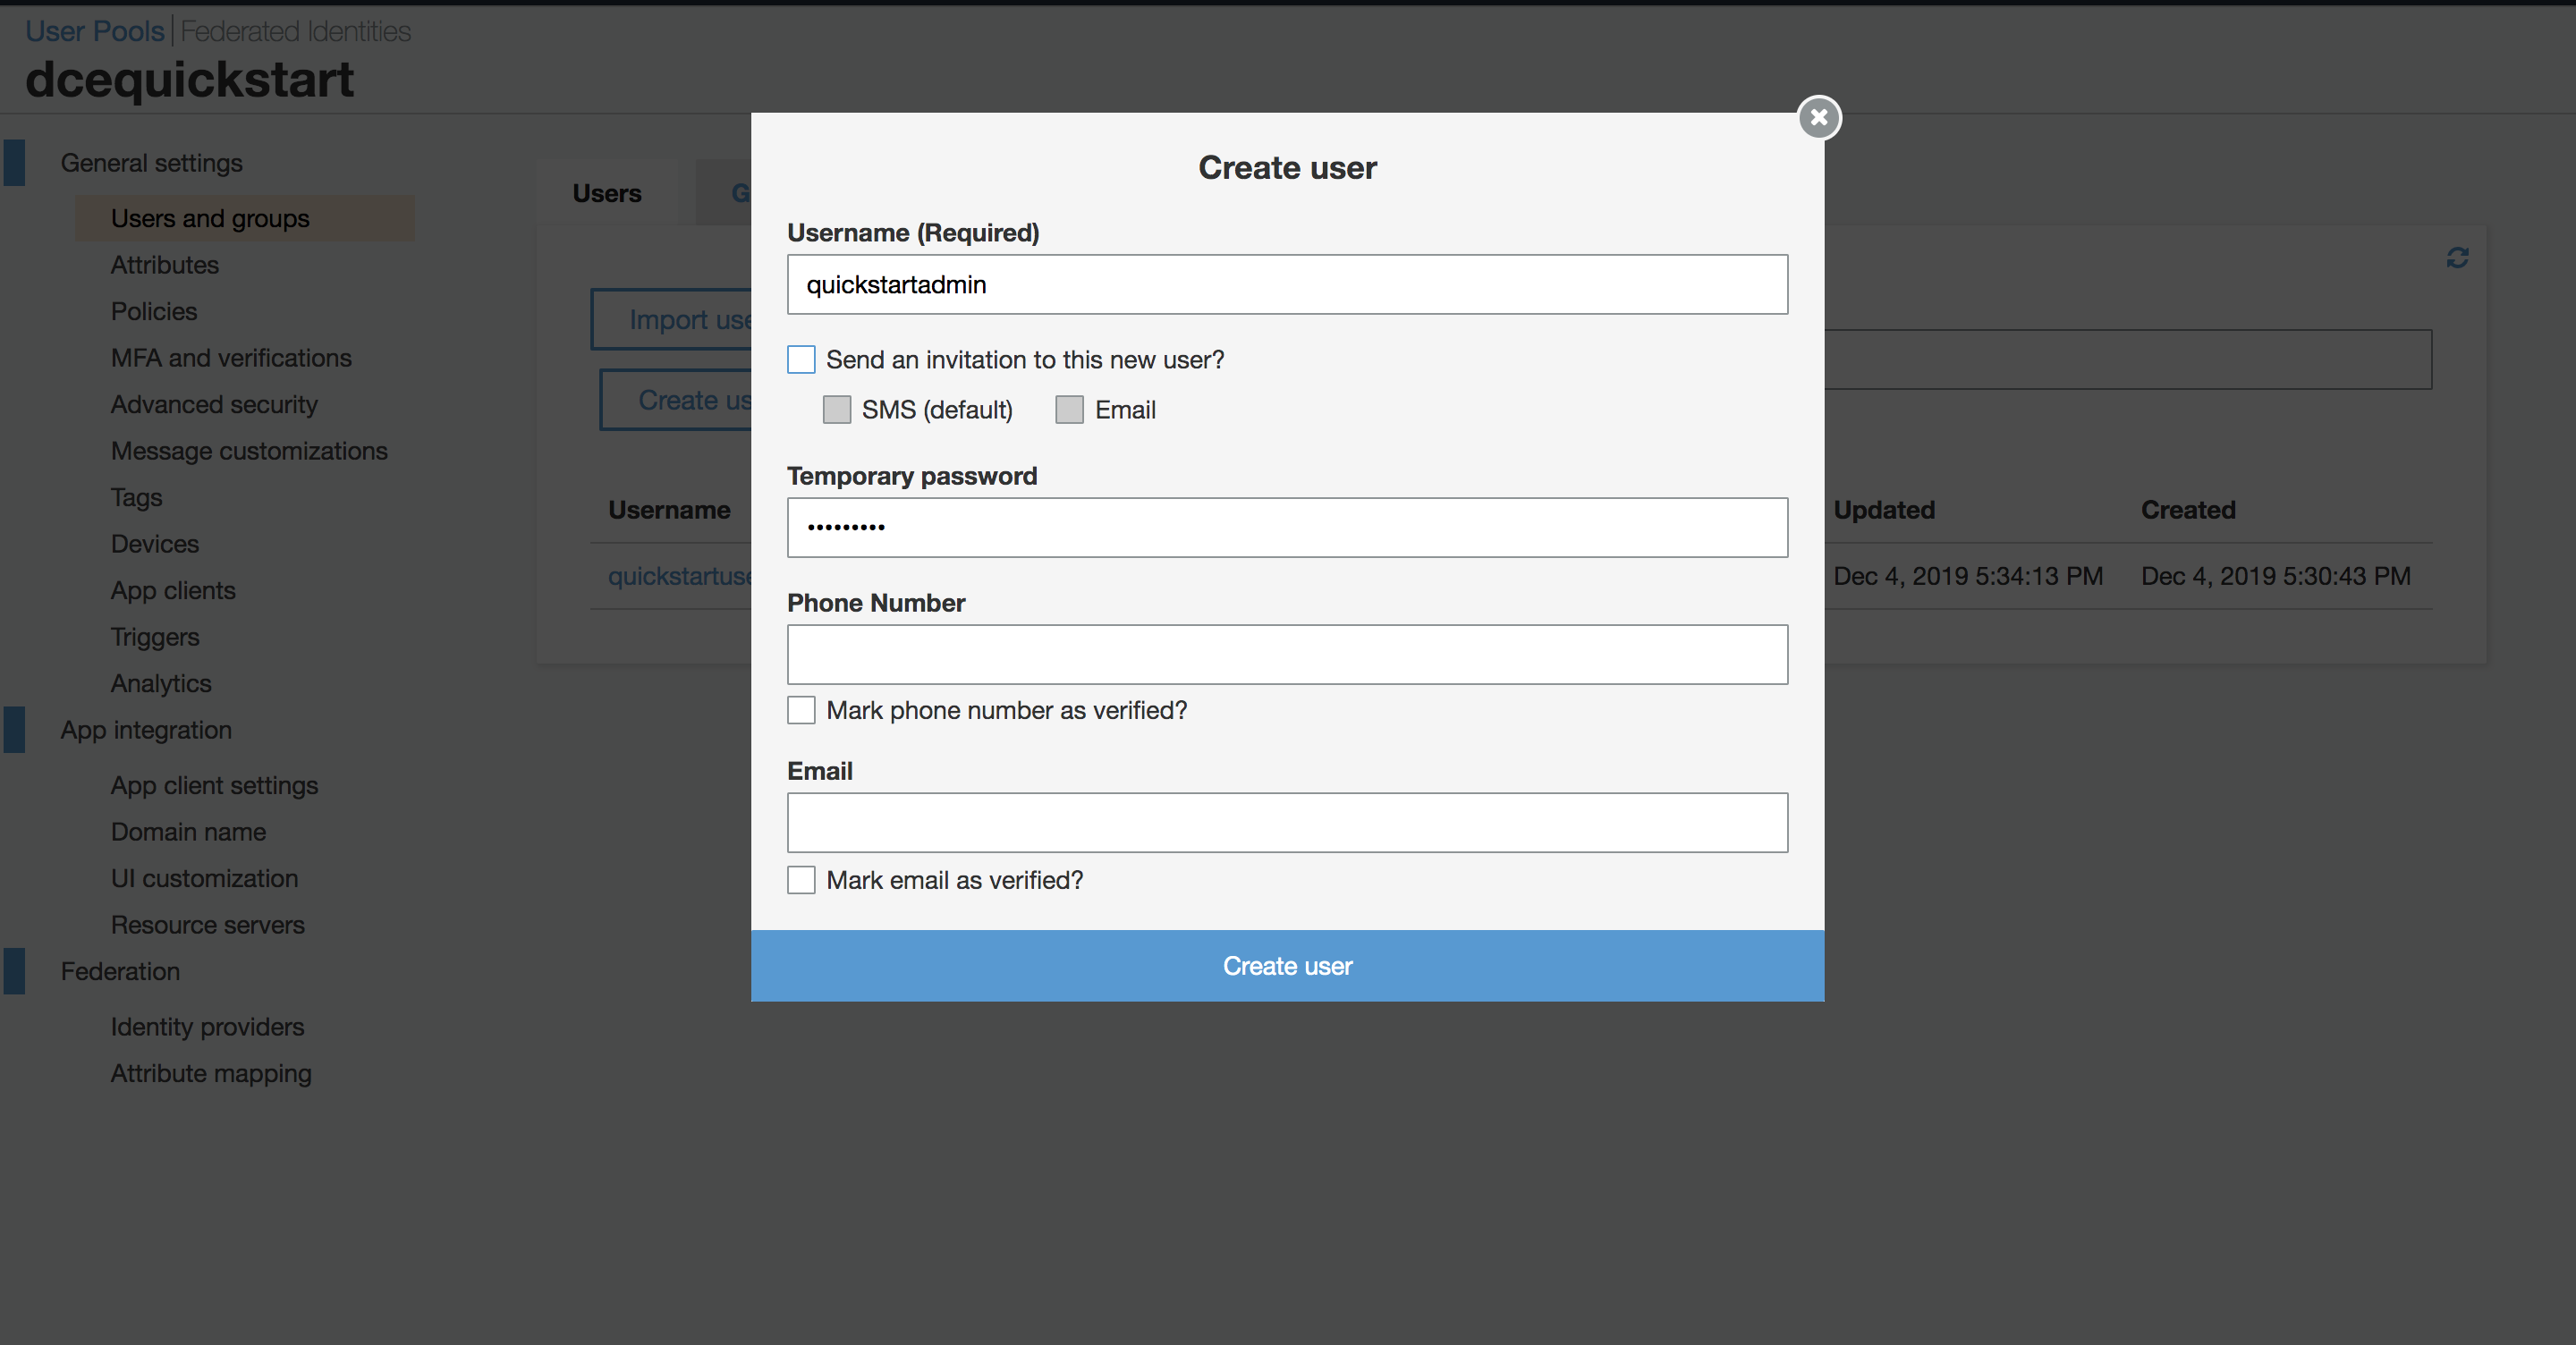 User Pools | Federated Identities
dcequickstart
General settings
Users and groups
Attributes
Policies
MFA and verifications
Advanced security
Message customizations
Tags
Devices
App clients
Triggers
Analytics
App integration
App client settings
Domain name
UI customization
Resource servers
Federation
Identity providers
Attribute mapping
Users G
Import use
Create us
Username Updated Created
quickstartuse Dec 4, 2019 5:34:13 PM Dec 4, 2019 5:30:43 PM
Create user
Username (Required)
quickstartadmin
Send an invitation to this new user?
SMS (default) Email
Temporary password
•••••••••
Phone Number
Mark phone number as verified?
Email
Mark email as verified?
Create user